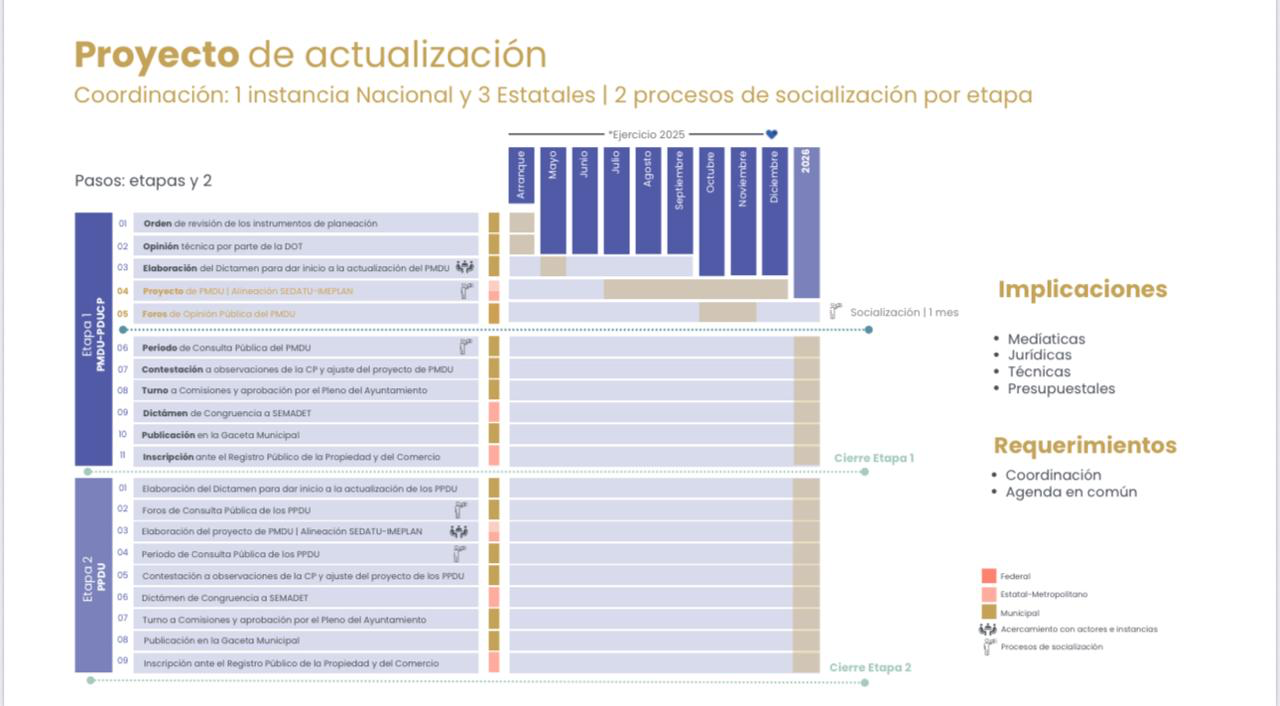 Proyecto de actualización
Coordinación: 1 instancia Nacional y 3 Estatales | 2 procesos de socialización por etapa
*Ejercicio 2025
Pasos: etapas y 2
Arranque
Mayo
Junio
Julio
Agosto
Septiembre
Octubre
Noviembre
Diciembre
2026
Etapa 1
PMDU-PDUCP
01 Orden de revisión de los instrumentos de planeación
02 Opinión técnica por parte de la DOT
03 Elaboración del Dictamen para dar inicio a la actualización del PMDU
04 Proyecto de PMDU | Alineación SEDATU-IMEPLAN
05 Foros de Opinión Pública del PMDU
Socialización | 1 mes
06 Periodo de Consulta Pública del PMDU
07 Contestación a observaciones de la CP y ajuste del proyecto de PMDU
08 Turno a Comisiones y aprobación por el Pleno del Ayuntamiento
09 Dictámen de Congruencia a SEMADET
10 Publicación en la Gaceta Municipal
11 Inscripción ante el Registro Público de la Propiedad y del Comercio
Cierre Etapa 1
Etapa 2
PPDU
01 Elaboración del Dictamen para dar inicio a la actualización de los PPDU
02 Foros de Consulta Pública de los PPDU
03 Elaboración del proyecto de PMDU | Alineación SEDATU-IMEPLAN
04 Periodo de Consulta Pública de los PPDU
05 Contestación a observaciones de la CP y ajuste del proyecto de los PPDU
06 Dictámen de Congruencia a SEMADET
07 Turno a Comisiones y aprobación por el Pleno del Ayuntamiento
08 Publicación en la Gaceta Municipal
09 Inscripción ante el Registro Público de la Propiedad y del Comercio
Cierre Etapa 2
Implicaciones
• Medíaticas
• Jurídicas
• Técnicas
• Presupuestales
Requerimientos
• Coordinación
• Agenda en común
Federal
Estatal-Metropolitano
Municipal
Acercamiento con actores e instancias
Procesos de socialización